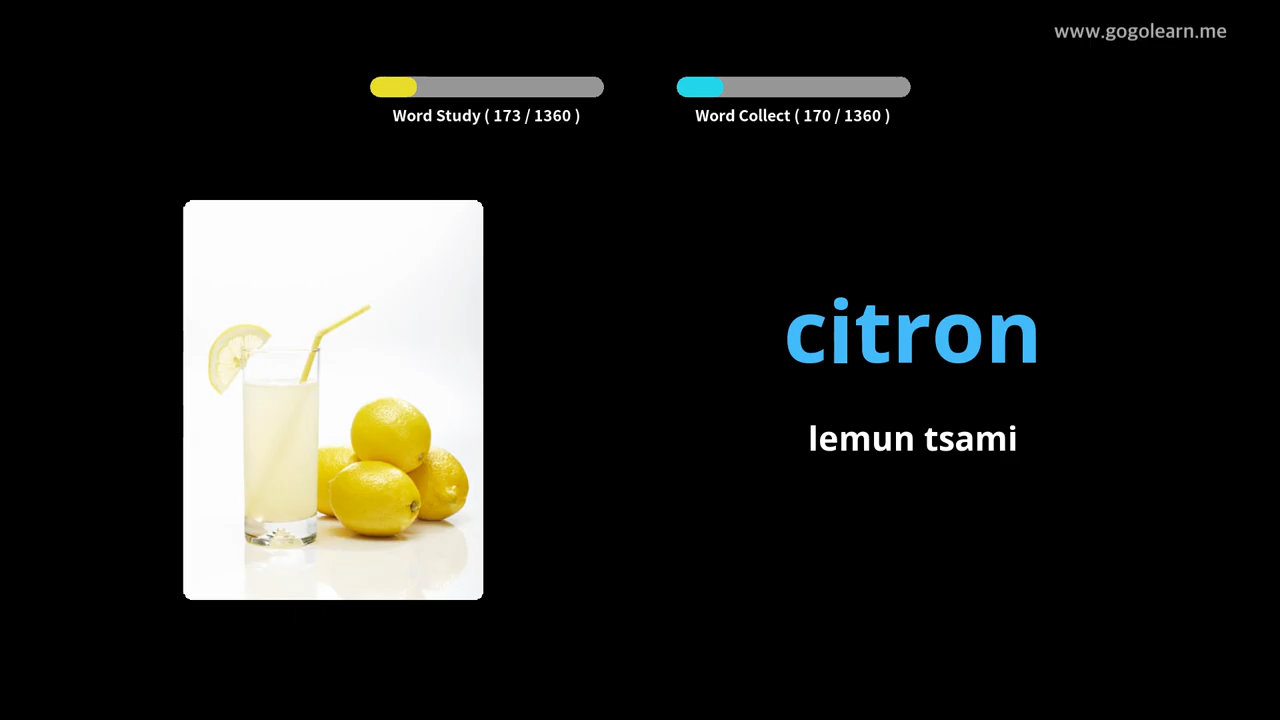 www.gogolearn.me
Word Study ( 173 / 1360 )
Word Collect ( 170 / 1360 )
citron
lemun tsami